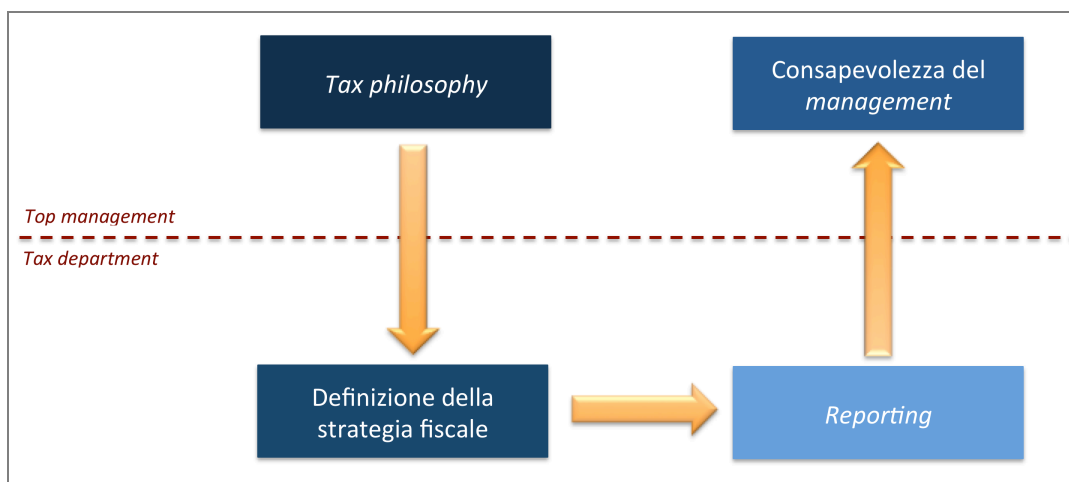 Tax philosophy
Consapevolezza del
management
Top management
Tax department
Definizione della
strategia fiscale
Reporting